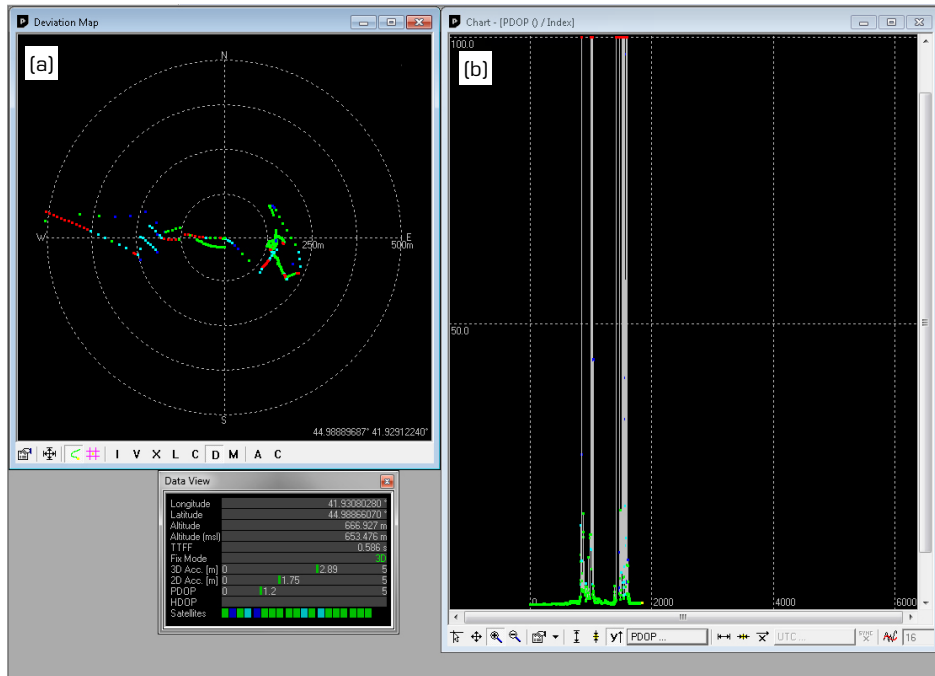 Deviation Map
(a)
N
W
E
250m
500m
S
44.98889687° 41.92912240°
I V X L C D M A C
Data View
Longitude 41.93080280 °
Latitude 44.98866070 °
Altitude 666.927 m
Altitude (msl) 653.476 m
TTFF 0.586 s
Fix Mode 3D
3D Acc. [m] 0 2.89 5
2D Acc. [m] 0 1.75 5
PDOP 0 1.2 5
HDOP
Satellites
Chart - [PDOP () / Index]
(b)
100.0
50.0
0 2000 4000 6000
PDOP ... UTC ... SYNC 16